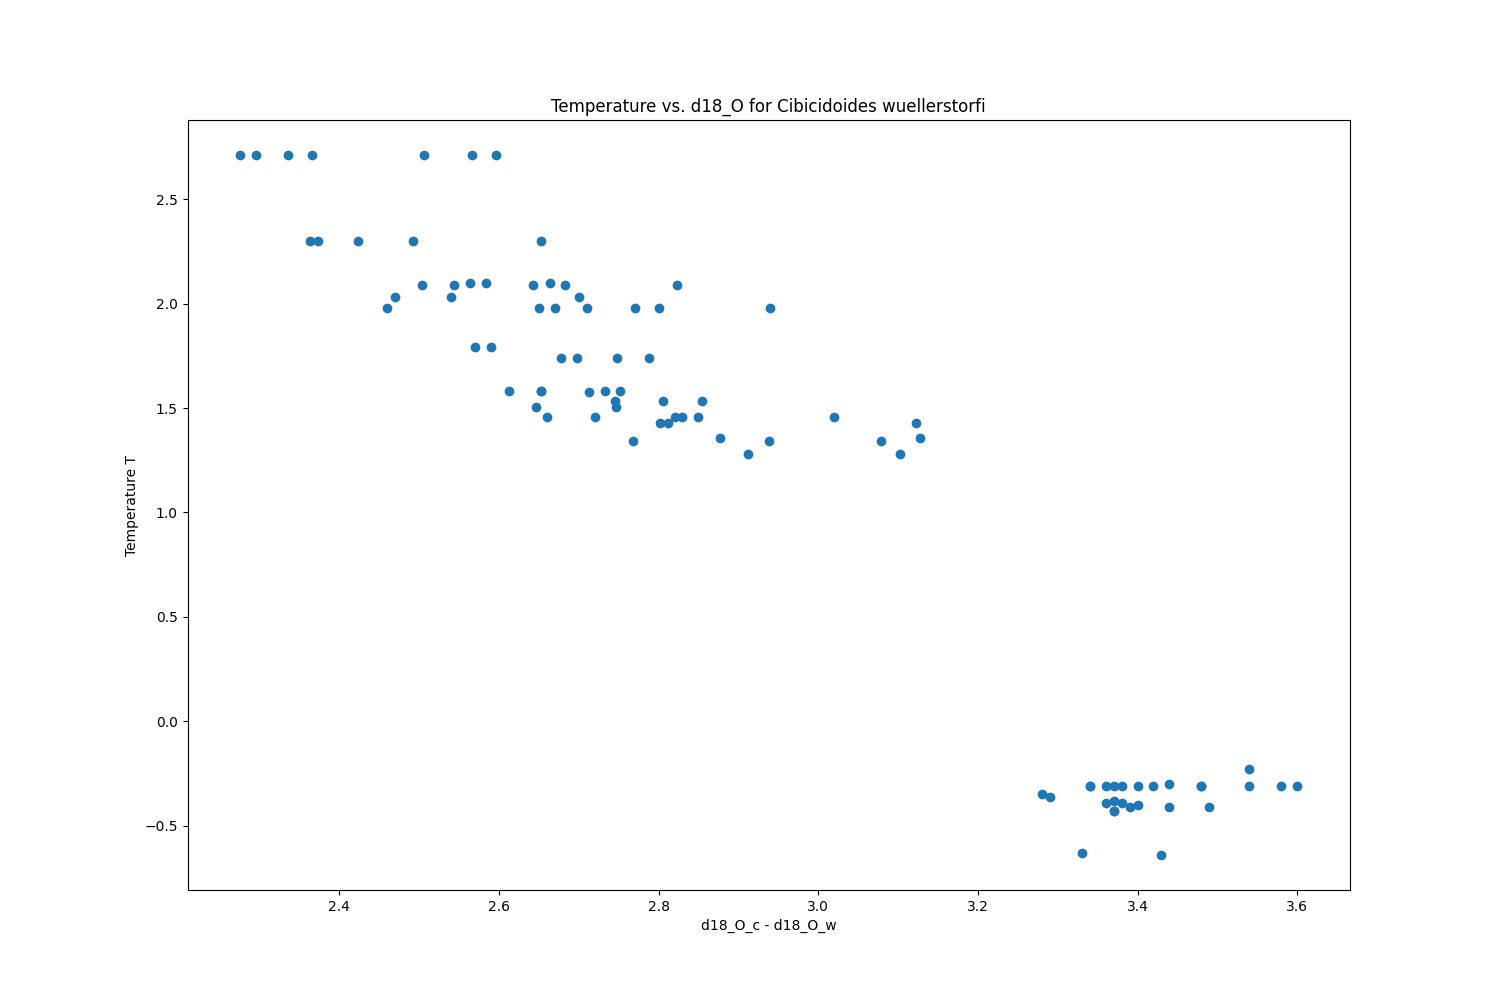 Temperature vs. d18_O for Cibicidoides wuellerstorfi
Temperature T
2.5
2.0
1.5
1.0
0.5
0.0
−0.5
2.4 2.6 2.8 3.0 3.2 3.4 3.6
d18_O_c - d18_O_w